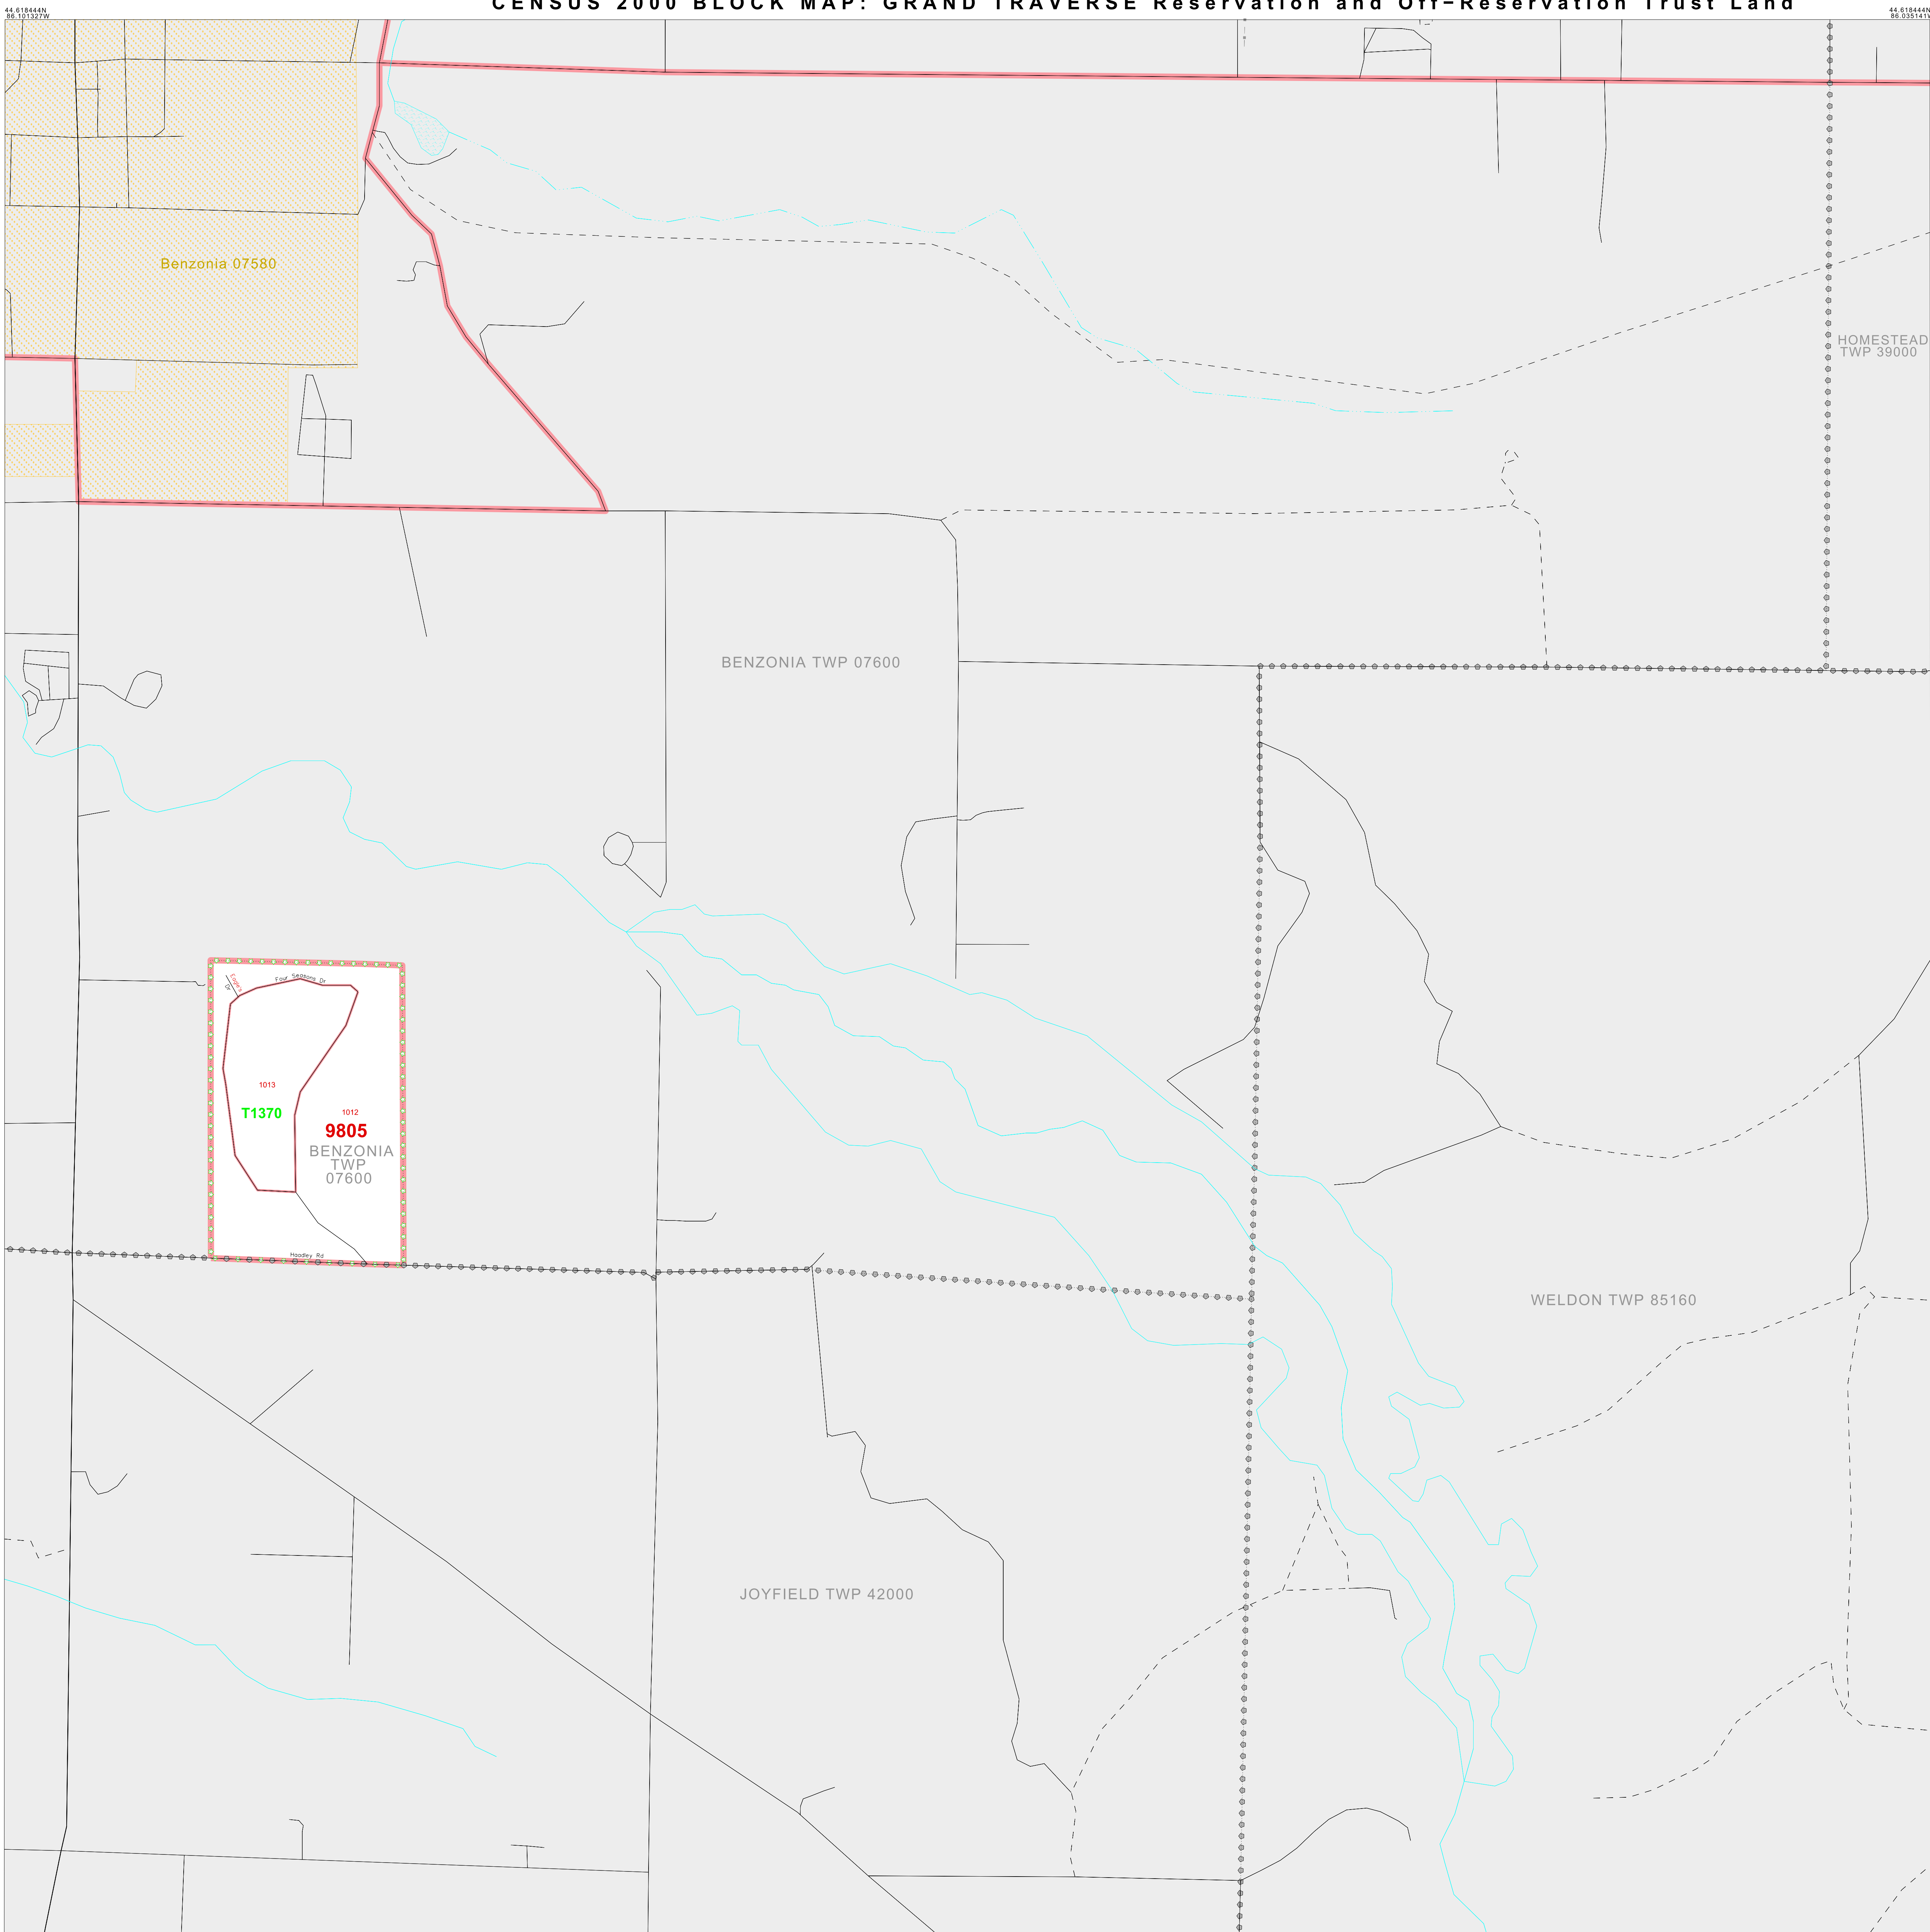 CENSUS 2000 BLOCK MAP: GRAND TRAVERSE Reservation and Off-Reservation Trust Land
44.618444N
86.101327W
44.618444N
86.035141W
Benzonia 07580
HOMESTEAD
TWP 39000
BENZONIA TWP 07600
Four Seasons Dr
Dr
1013
T1370
1012
9805
BENZONIA
TWP
07600
Hoadley Rd
WELDON TWP 85160
JOYFIELD TWP 42000